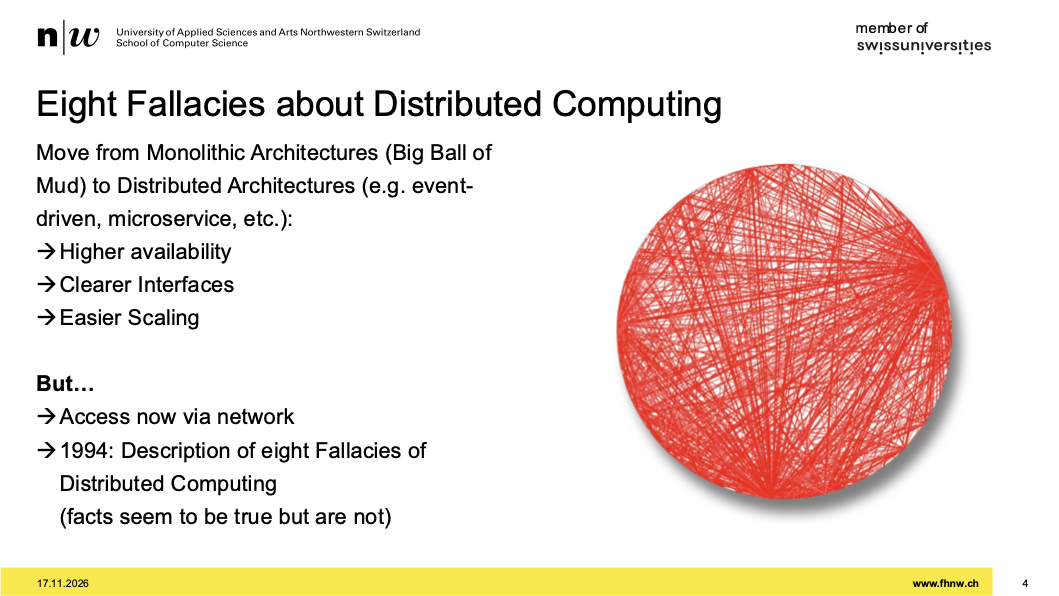 n|w University of Applied Sciences and Arts Northwestern Switzerland
School of Computer Science
member of
swissuniversities
Eight Fallacies about Distributed Computing
Move from Monolithic Architectures (Big Ball of
Mud) to Distributed Architectures (e.g. event-
driven, microservice, etc.):
→ Higher availability
→ Clearer Interfaces
→ Easier Scaling
But…
→ Access now via network
→ 1994: Description of eight Fallacies of
Distributed Computing
(facts seem to be true but are not)
17.11.2026
www.fhnw.ch
4